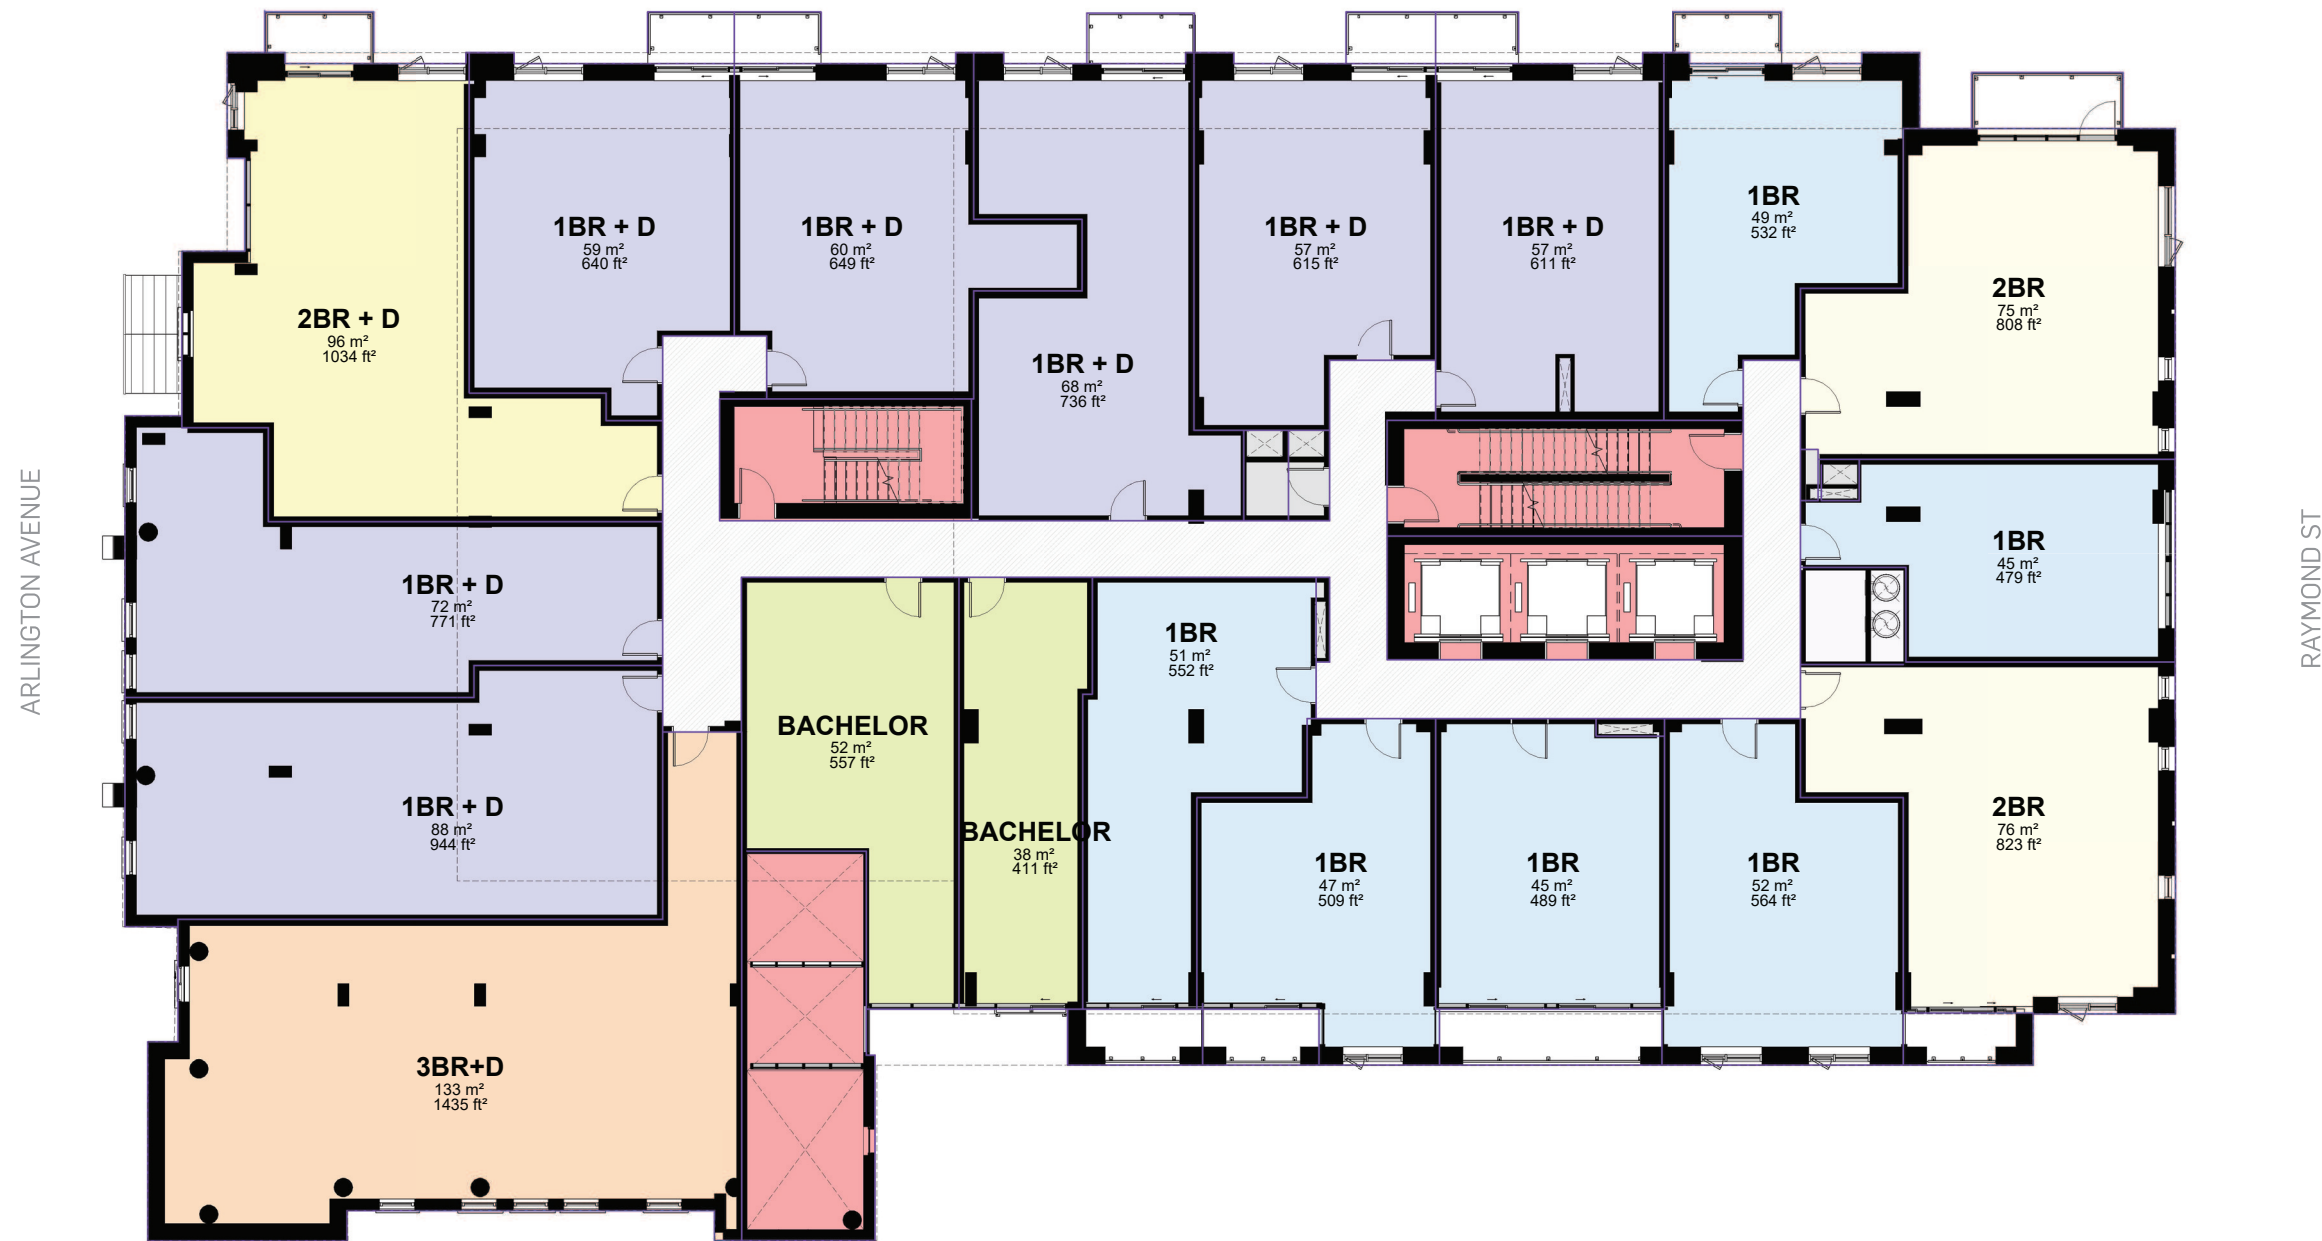 1BR
49 m²
532 ft²
1BR + D
59 m²
640 ft²
1BR + D
60 m²
649 ft²
1BR + D
57 m²
615 ft²
1BR + D
57 m²
611 ft²
2BR
75 m²
808 ft²
2BR + D
96 m²
1034 ft²
1BR + D
68 m²
736 ft²
ARLINGTON AVENUE
1BR
45 m²
479 ft²
RAYMOND ST
1BR + D
72 m²
771 ft²
1BR
51 m²
552 ft²
BACHELOR
52 m²
557 ft²
1BR + D
88 m²
944 ft²
BACHELOR
38 m²
411 ft²
2BR
76 m²
823 ft²
1BR
47 m²
509 ft²
1BR
45 m²
489 ft²
1BR
52 m²
564 ft²
3BR+D
133 m²
1435 ft²